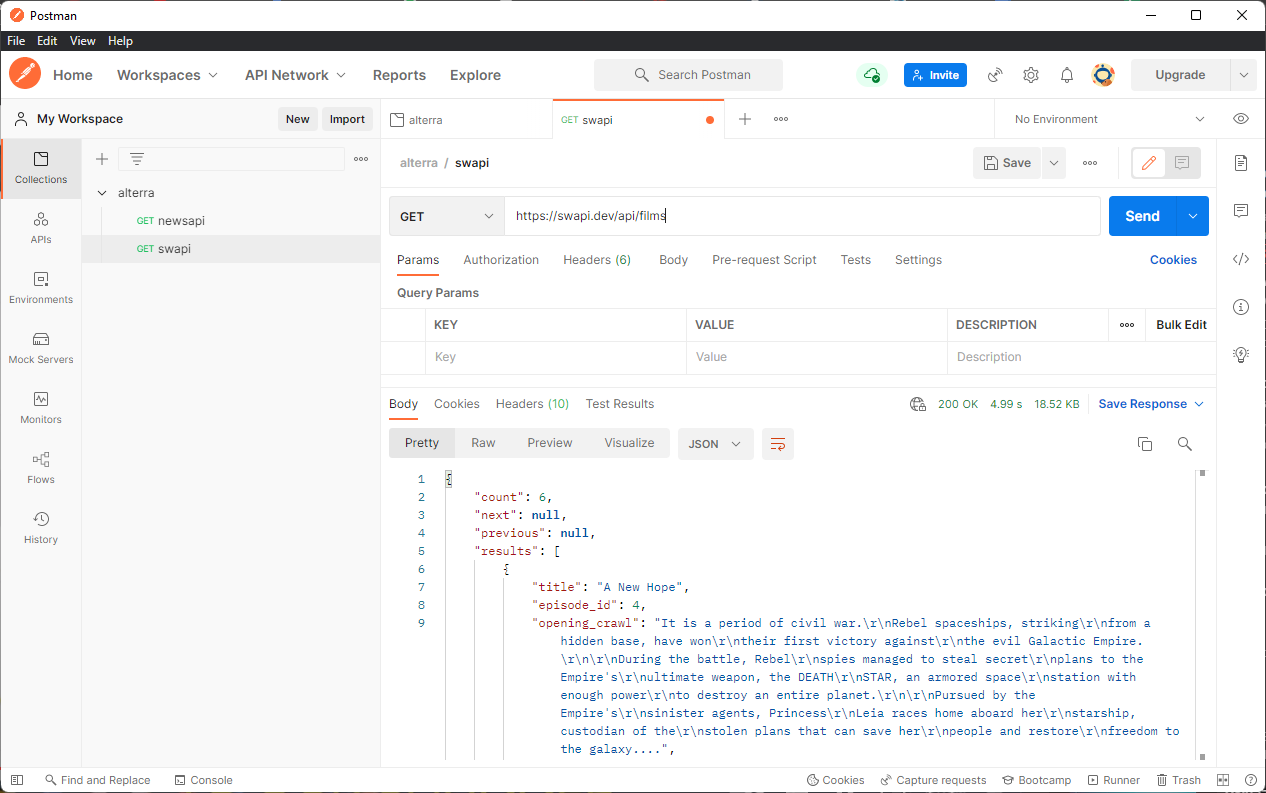 Postman
File Edit View Help
Home Workspaces API Network Reports Explore Search Postman Invite Upgrade
My Workspace New Import alterra GET swapi No Environment
Collections
APIs
Environments
Mock Servers
Monitors
Flows
History
alterra
GET newsapi
GET swapi
alterra / swapi Save
GET https://swapi.dev/api/films Send
Params Authorization Headers (6) Body Pre-request Script Tests Settings Cookies
Query Params
KEY VALUE DESCRIPTION Bulk Edit
Key Value Description
Body Cookies Headers (10) Test Results 200 OK 4.99 s 18.52 KB Save Response
Pretty Raw Preview Visualize JSON
1 {
2 "count": 6,
3 "next": null,
4 "previous": null,
5 "results": [
6 {
7 "title": "A New Hope",
8 "episode_id": 4,
9 "opening_crawl": "It is a period of civil war.\r\nRebel spaceships, striking\r\nfrom a
hidden base, have won\r\ntheir first victory against\r\nthe evil Galactic Empire.
\r\n\r\nDuring the battle, Rebel\r\nspies managed to steal secret\r\nplans to the
Empire's\r\nultimate weapon, the DEATH\r\nSTAR, an armored space\r\nstation with
enough power\r\nto destroy an entire planet.\r\n\r\nPursued by the
Empire's\r\nsinister agents, Princess\r\nLeia races home aboard her\r\nstarship,
custodian of the\r\nstolen plans that can save her\r\npeople and restore\r\nfreedom to
the galaxy....",
Find and Replace Console Cookies Capture requests Bootcamp Runner Trash